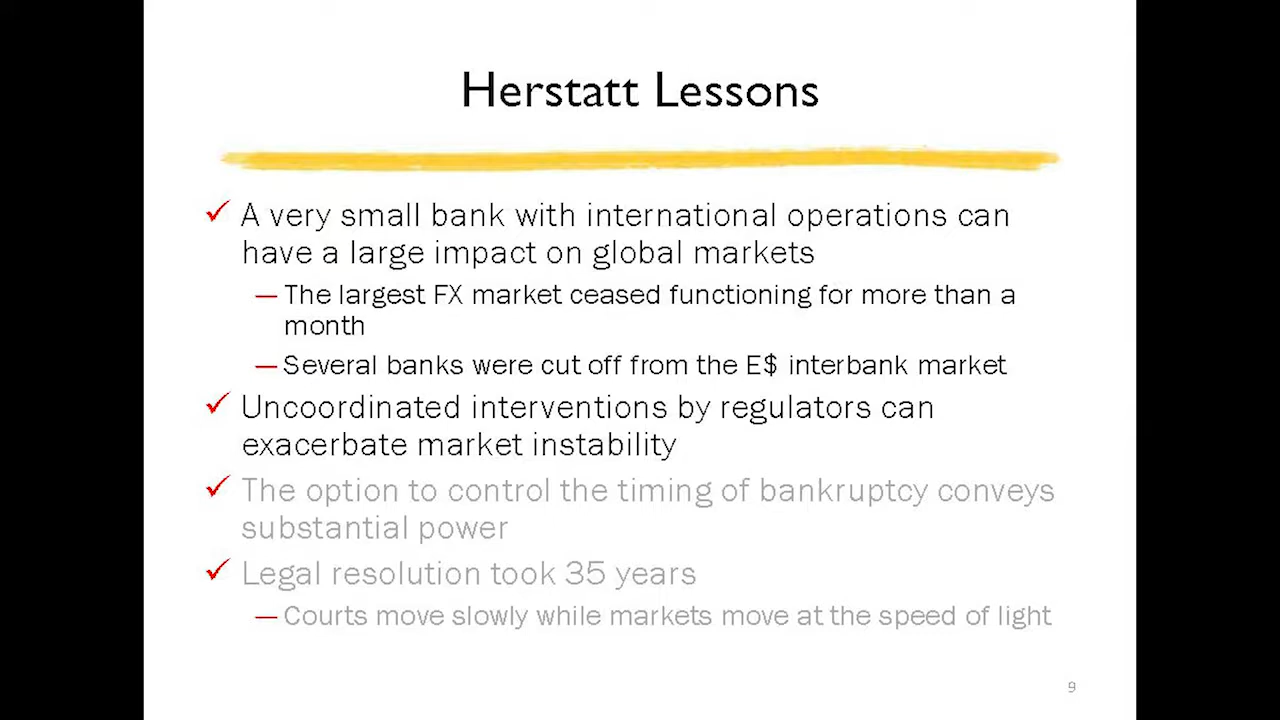 Herstatt Lessons
✓ A very small bank with international operations can
have a large impact on global markets
— The largest FX market ceased functioning for more than a
month
— Several banks were cut off from the E$ interbank market
✓ Uncoordinated interventions by regulators can
exacerbate market instability
✓ The option to control the timing of bankruptcy conveys
substantial power
✓ Legal resolution took 35 years
— Courts move slowly while markets move at the speed of light
9